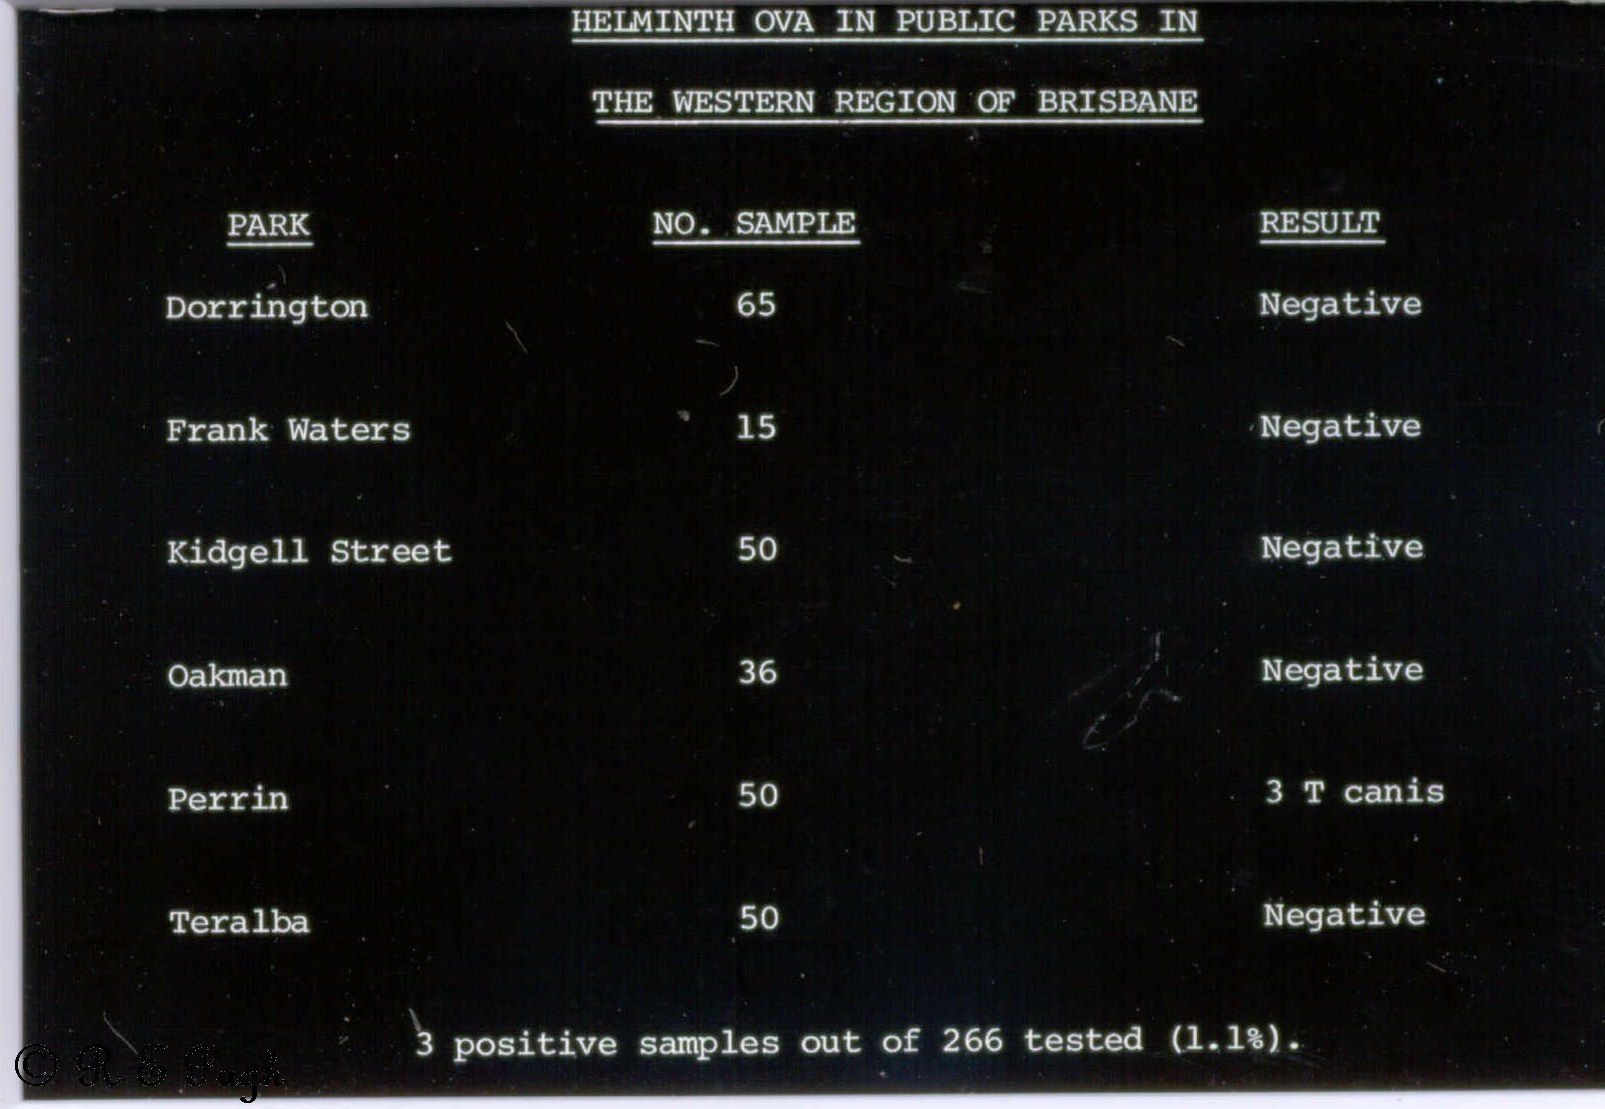 HELMINTH OVA IN PUBLIC PARKS IN
THE WESTERN REGION OF BRISBANE
PARK NO. SAMPLE RESULT
Dorrington 65 Negative
Frank Waters 15 Negative
Kidgell Street 50 Negative
Oakman 36 Negative
Perrin 50 3 T canis
Teralba 50 Negative
3 positive samples out of 266 tested (1.1%).
© R E Pugh